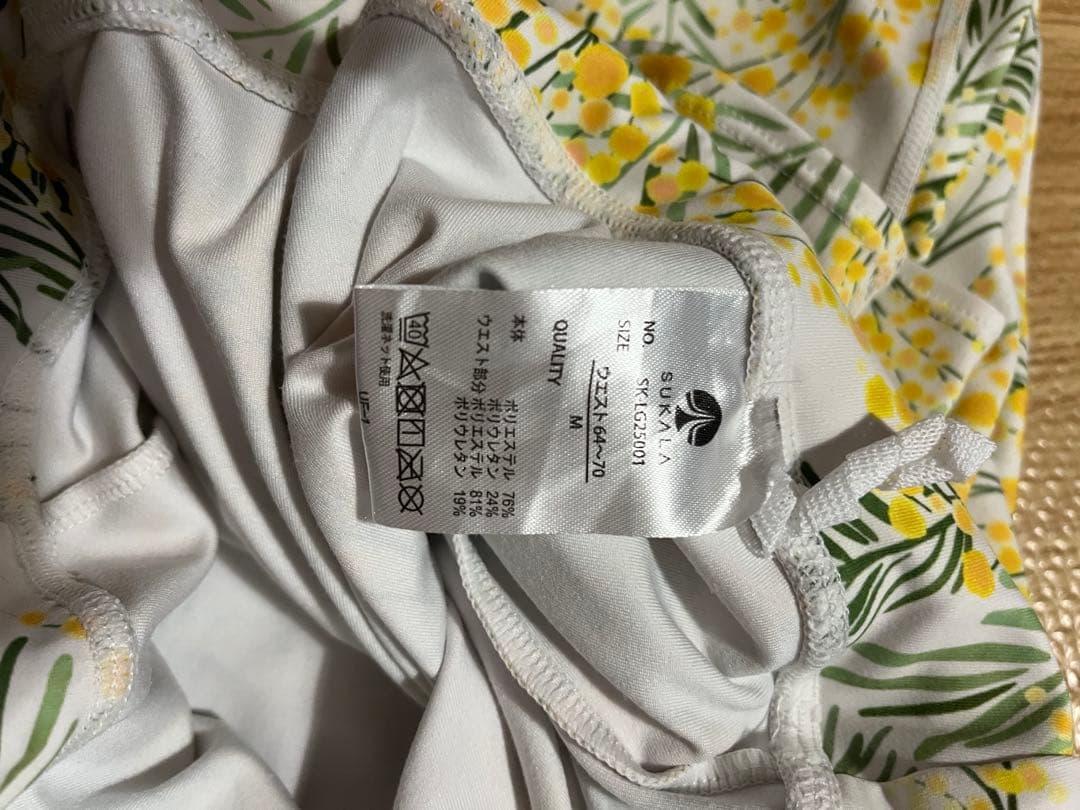 SUKALA
NO. SK-LG25001
SIZE M
ウエスト64～70
QUALITY
本体 ポリエステル 76%
ポリウレタン 24%
ウエスト部分 ポリエステル 81%
ポリウレタン 19%
40
洗濯ネット使用